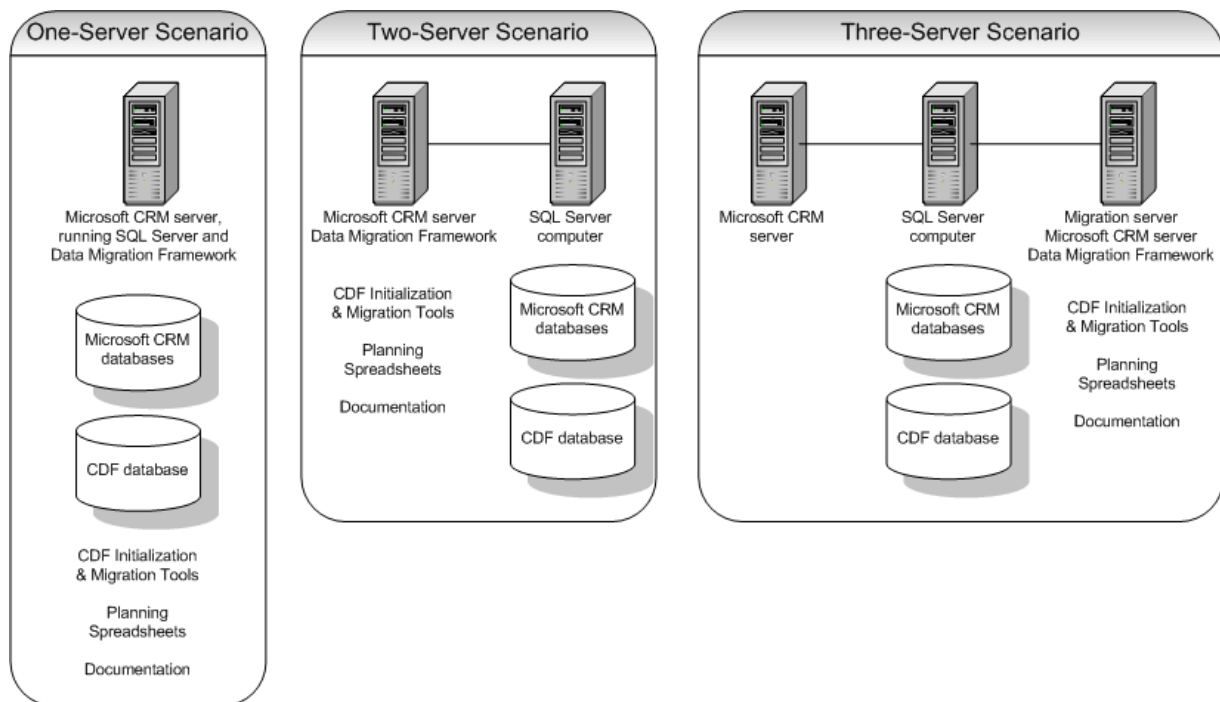 One-Server Scenario
Microsoft CRM server,
running SQL Server and
Data Migration Framework
Microsoft CRM
databases
CDF database
CDF Initialization
& Migration Tools
Planning
Spreadsheets
Documentation
Two-Server Scenario
Microsoft CRM server
Data Migration Framework
CDF Initialization
& Migration Tools
Planning
Spreadsheets
Documentation
SQL Server
computer
Microsoft CRM
databases
CDF database
Three-Server Scenario
Microsoft CRM
server
SQL Server
computer
Microsoft CRM
databases
CDF database
Migration server
Microsoft CRM server
Data Migration Framework
CDF Initialization
& Migration Tools
Planning
Spreadsheets
Documentation